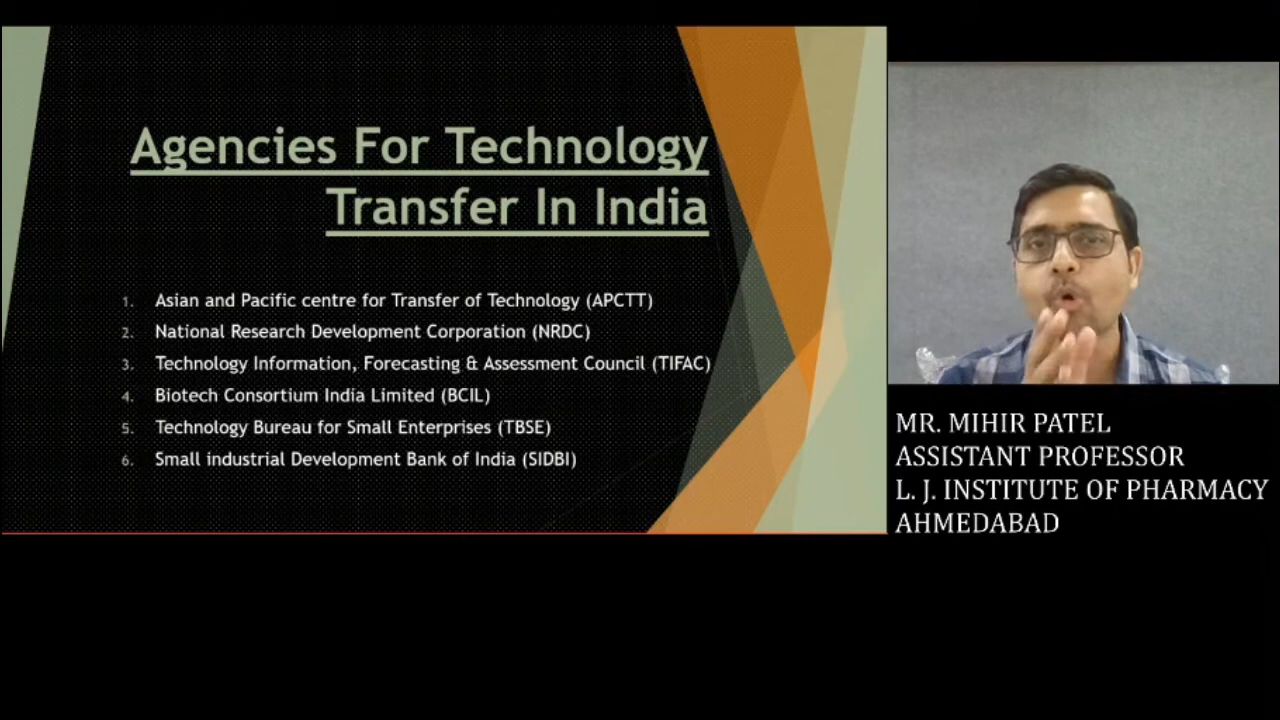 Agencies For Technology
Transfer In India
1. Asian and Pacific centre for Transfer of Technology (APCTT)
2. National Research Development Corporation (NRDC)
3. Technology Information, Forecasting & Assessment Council (TIFAC)
4. Biotech Consortium India Limited (BCIL)
5. Technology Bureau for Small Enterprises (TBSE)
6. Small industrial Development Bank of India (SIDBI)
MR. MIHIR PATEL
ASSISTANT PROFESSOR
L. J. INSTITUTE OF PHARMACY
AHMEDABAD